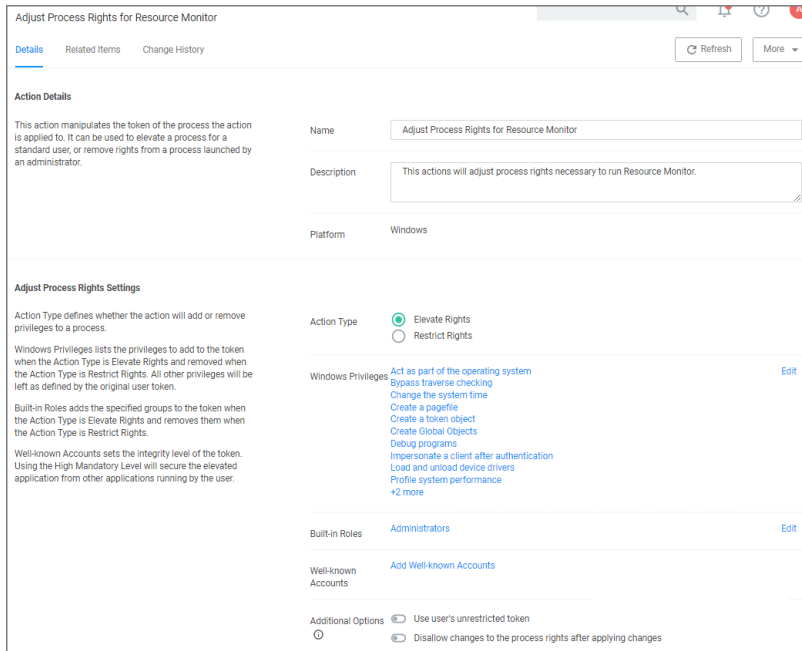 Adjust Process Rights for Resource Monitor
Details Related Items Change History Refresh More
Action Details
This action manipulates the token of the process the action
is applied to. It can be used to elevate a process for a
standard user, or remove rights from a process launched by
an administrator.
Name Adjust Process Rights for Resource Monitor
Description This actions will adjust process rights necessary to run Resource Monitor.
Platform Windows
Adjust Process Rights Settings
Action Type defines whether the action will add or remove
privileges to a process.
Windows Privileges lists the privileges to add to the token
when the Action Type is Elevate Rights and removed when
the Action Type is Restrict Rights. All other privileges will be
left as defined by the original user token.
Built-in Roles adds the specified groups to the token when
the Action Type is Elevate Rights and removes them when
the Action Type is Restrict Rights.
Well-known Accounts sets the integrity level of the token.
Using the High Mandatory Level will secure the elevated
application from other applications running by the user.
Action Type Elevate Rights
Restrict Rights
Windows Privileges Act as part of the operating system Edit
Bypass traverse checking
Change the system time
Create a pagefile
Create a token object
Create Global Objects
Debug programs
Impersonate a client after authentication
Load and unload device drivers
Profile system performance
+2 more
Built-in Roles Administrators Edit
Well-known
Accounts
Add Well-known Accounts
Additional Options Use user's unrestricted token
Disallow changes to the process rights after applying changes